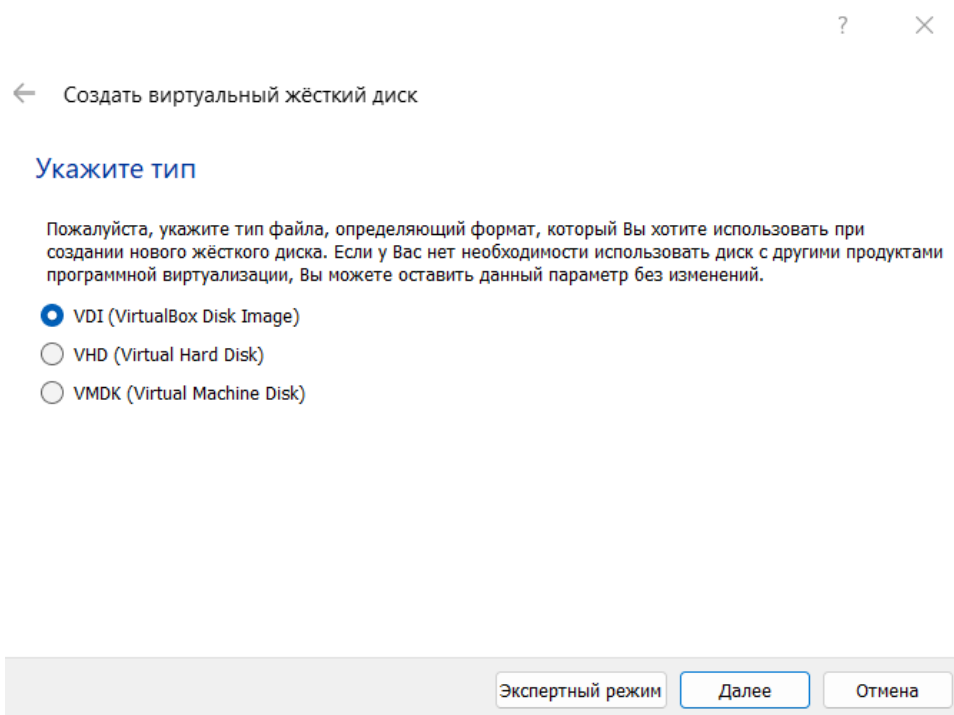 ?
Создать виртуальный жёсткий диск
Укажите тип
Пожалуйста, укажите тип файла, определяющий формат, который Вы хотите использовать при
создании нового жёсткого диска. Если у Вас нет необходимости использовать диск с другими продуктами
программной виртуализации, Вы можете оставить данный параметр без изменений.
VDI (VirtualBox Disk Image)
VHD (Virtual Hard Disk)
VMDK (Virtual Machine Disk)
Экспертный режим
Далее
Отмена